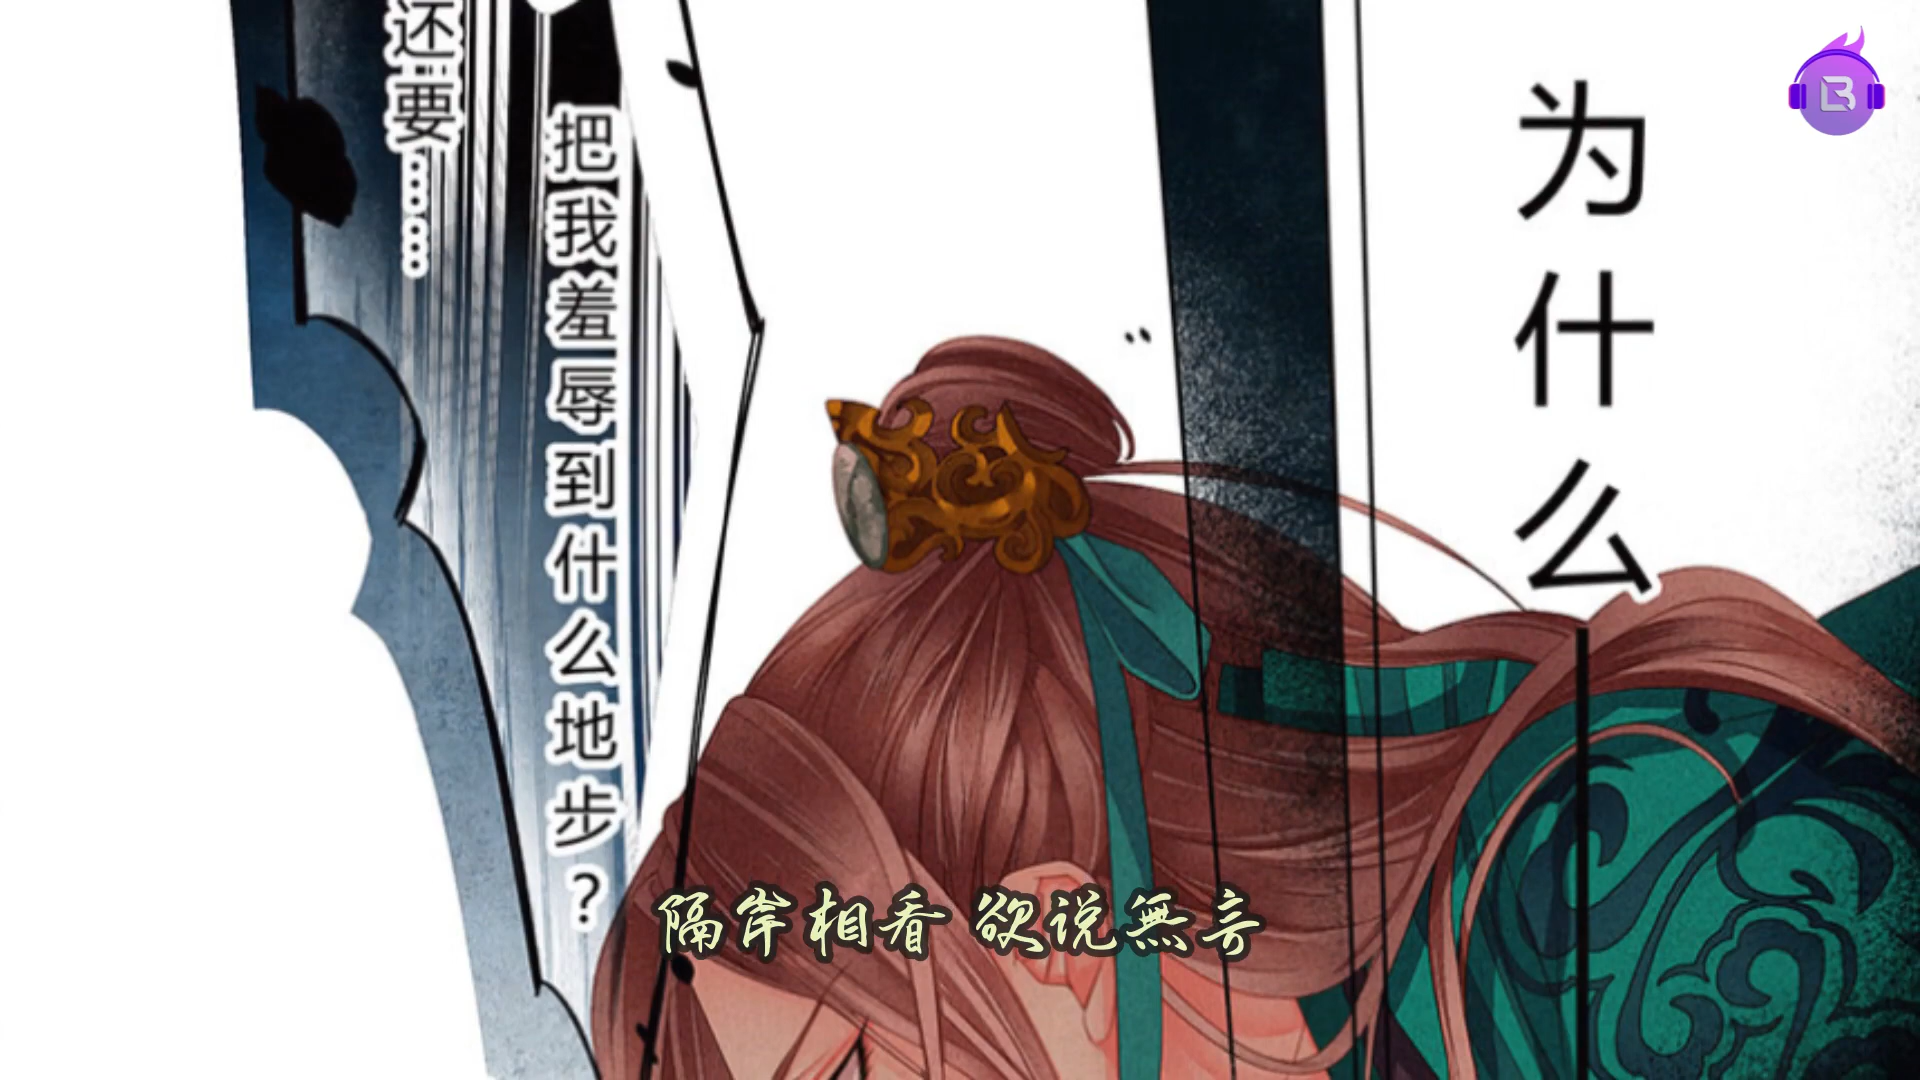 为什么
把我羞辱到什么地步？
还要……
隔岸相看 欲说無言